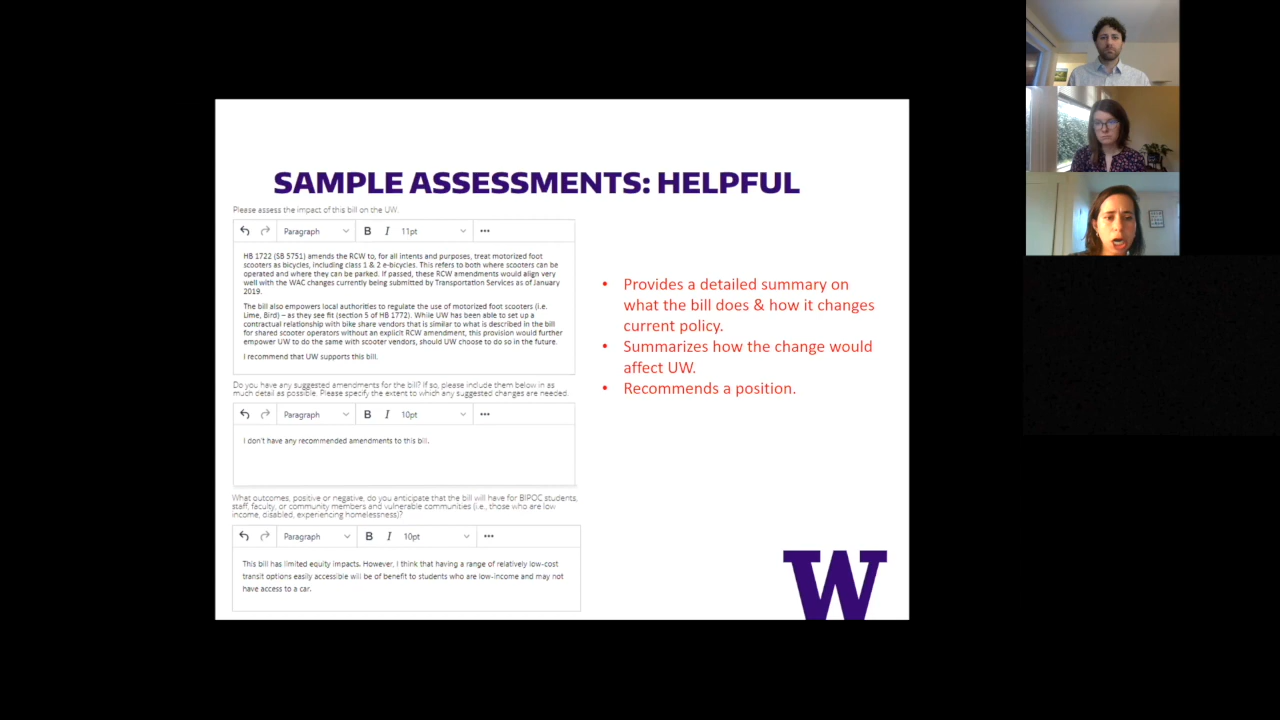 SAMPLE ASSESSMENTS: HELPFUL
Please assess the impact of this bill on the UW.
Paragraph B I 11pt •••
HB 1722 (SB 5751) amends the RCW to, for all intents and purposes, treat motorized foot
scooters as bicycles, including class 1 & 2 e-bicycles. This refers to both where scooters can be
operated and where they can be parked. If passed, these RCW amendments would align very
well with the WAC changes currently being submitted by Transportation Services as of January
2019.
The bill also empowers local authorities to regulate the use of motorized foot scooters (i.e.
Lime, Bird) – as they see fit (section 5 of HB 1772). While UW has been able to set up a
contractual relationship with bike share vendors that is similar to what is described in the bill
for shared scooter operators without an explicit RCW amendment, this provision would further
empower UW to do the same with scooter vendors, should UW choose to do so in the future.
I recommend that UW supports this bill.
Do you have any suggested amendments for the bill? If so, please include them below in as
much detail as possible. Please specify the extent to which any suggested changes are needed.
Paragraph B I 10pt •••
I don't have any recommended amendments to this bill.
What outcomes, positive or negative, do you anticipate that the bill will have for BIPOC students,
staff, faculty, or community members and vulnerable communities (i.e., those who are low
income, disabled, experiencing homelessness)?
Paragraph B I 10pt •••
This bill has limited equity impacts. However, I think that having a range of relatively low-cost
transit options easily accessible will be of benefit to students who are low-income and may not
have access to a car.
• Provides a detailed summary on
what the bill does & how it changes
current policy.
• Summarizes how the change would
affect UW.
• Recommends a position.
W